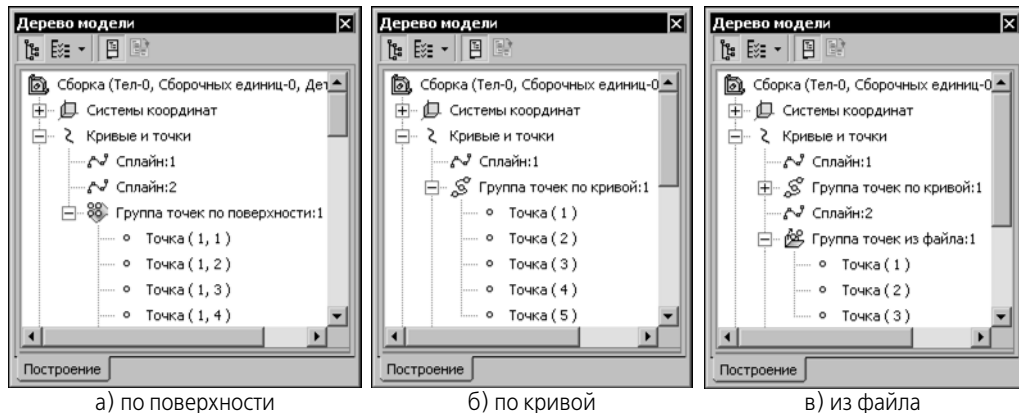 Дерево модели
Сборка (Тел-0, Сборочных единиц-0, Дет
Системы координат
Кривые и точки
Сплайн:1
Сплайн:2
Группа точек по поверхности:1
Точка ( 1, 1 )
Точка ( 1, 2 )
Точка ( 1, 3 )
Точка ( 1, 4 )
Построение
а) по поверхности
Дерево модели
Сборка (Тел-0, Сборочных единиц-0
Системы координат
Кривые и точки
Сплайн:1
Группа точек по кривой:1
Точка ( 1 )
Точка ( 2 )
Точка ( 3 )
Точка ( 4 )
Точка ( 5 )
Построение
б) по кривой
Дерево модели
Сборка (Тел-0, Сборочных единиц-0
Системы координат
Кривые и точки
Сплайн:1
Группа точек по кривой:1
Сплайн:2
Группа точек из файла:1
Точка ( 1 )
Точка ( 2 )
Точка ( 3 )
Построение
в) из файла